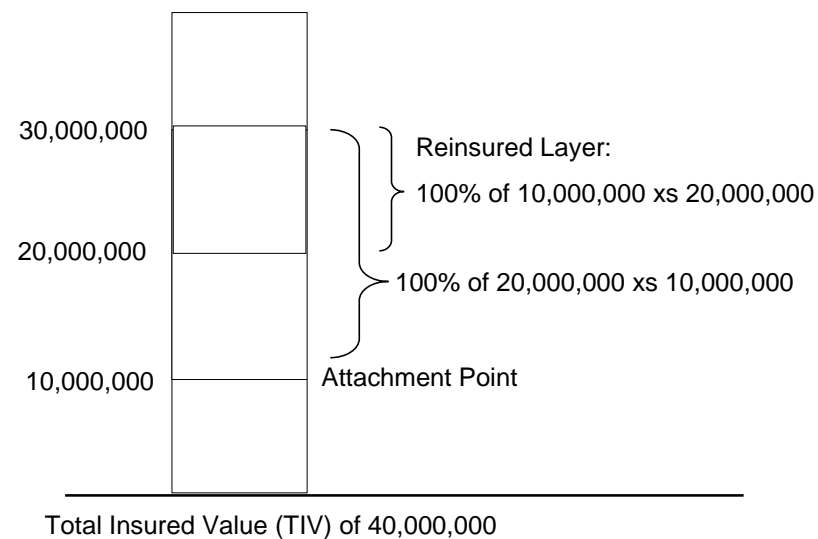 30,000,000
Reinsured Layer:
100% of 10,000,000 xs 20,000,000
20,000,000
100% of 20,000,000 xs 10,000,000
10,000,000
Attachment Point
Total Insured Value (TIV) of 40,000,000